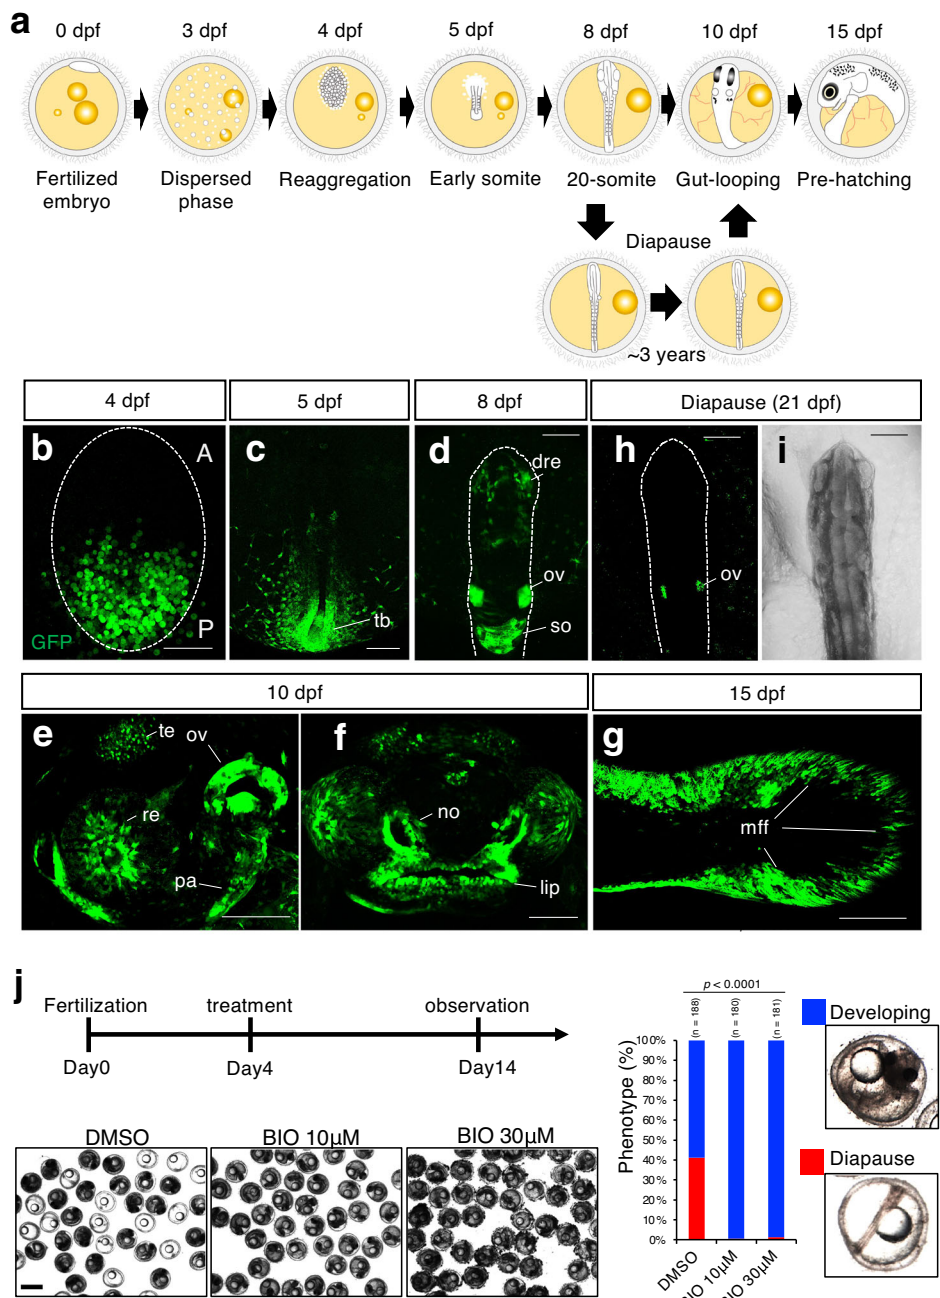 a
0 dpf 3 dpf 4 dpf 5 dpf 8 dpf 10 dpf 15 dpf
Fertilized embryo
Dispersed phase
Reaggregation
Early somite
20-somite
Gut-looping
Pre-hatching
Diapause
~3 years
4 dpf
5 dpf
8 dpf
Diapause (21 dpf)
b
A
P
GFP
c
tb
d
dre
ov
so
h
ov
i
10 dpf
15 dpf
e
te
ov
re
pa
f
no
lip
g
mff
j
Fertilization treatment observation
Day0 Day4 Day14
DMSO
BIO 10µM
BIO 30µM
p < 0.0001
(n = 188)
(n = 180)
(n = 181)
Phenotype (%)
100%
90%
80%
70%
60%
50%
40%
30%
20%
10%
0%
DMSO
BIO 10µM
BIO 30µM
Developing
Diapause